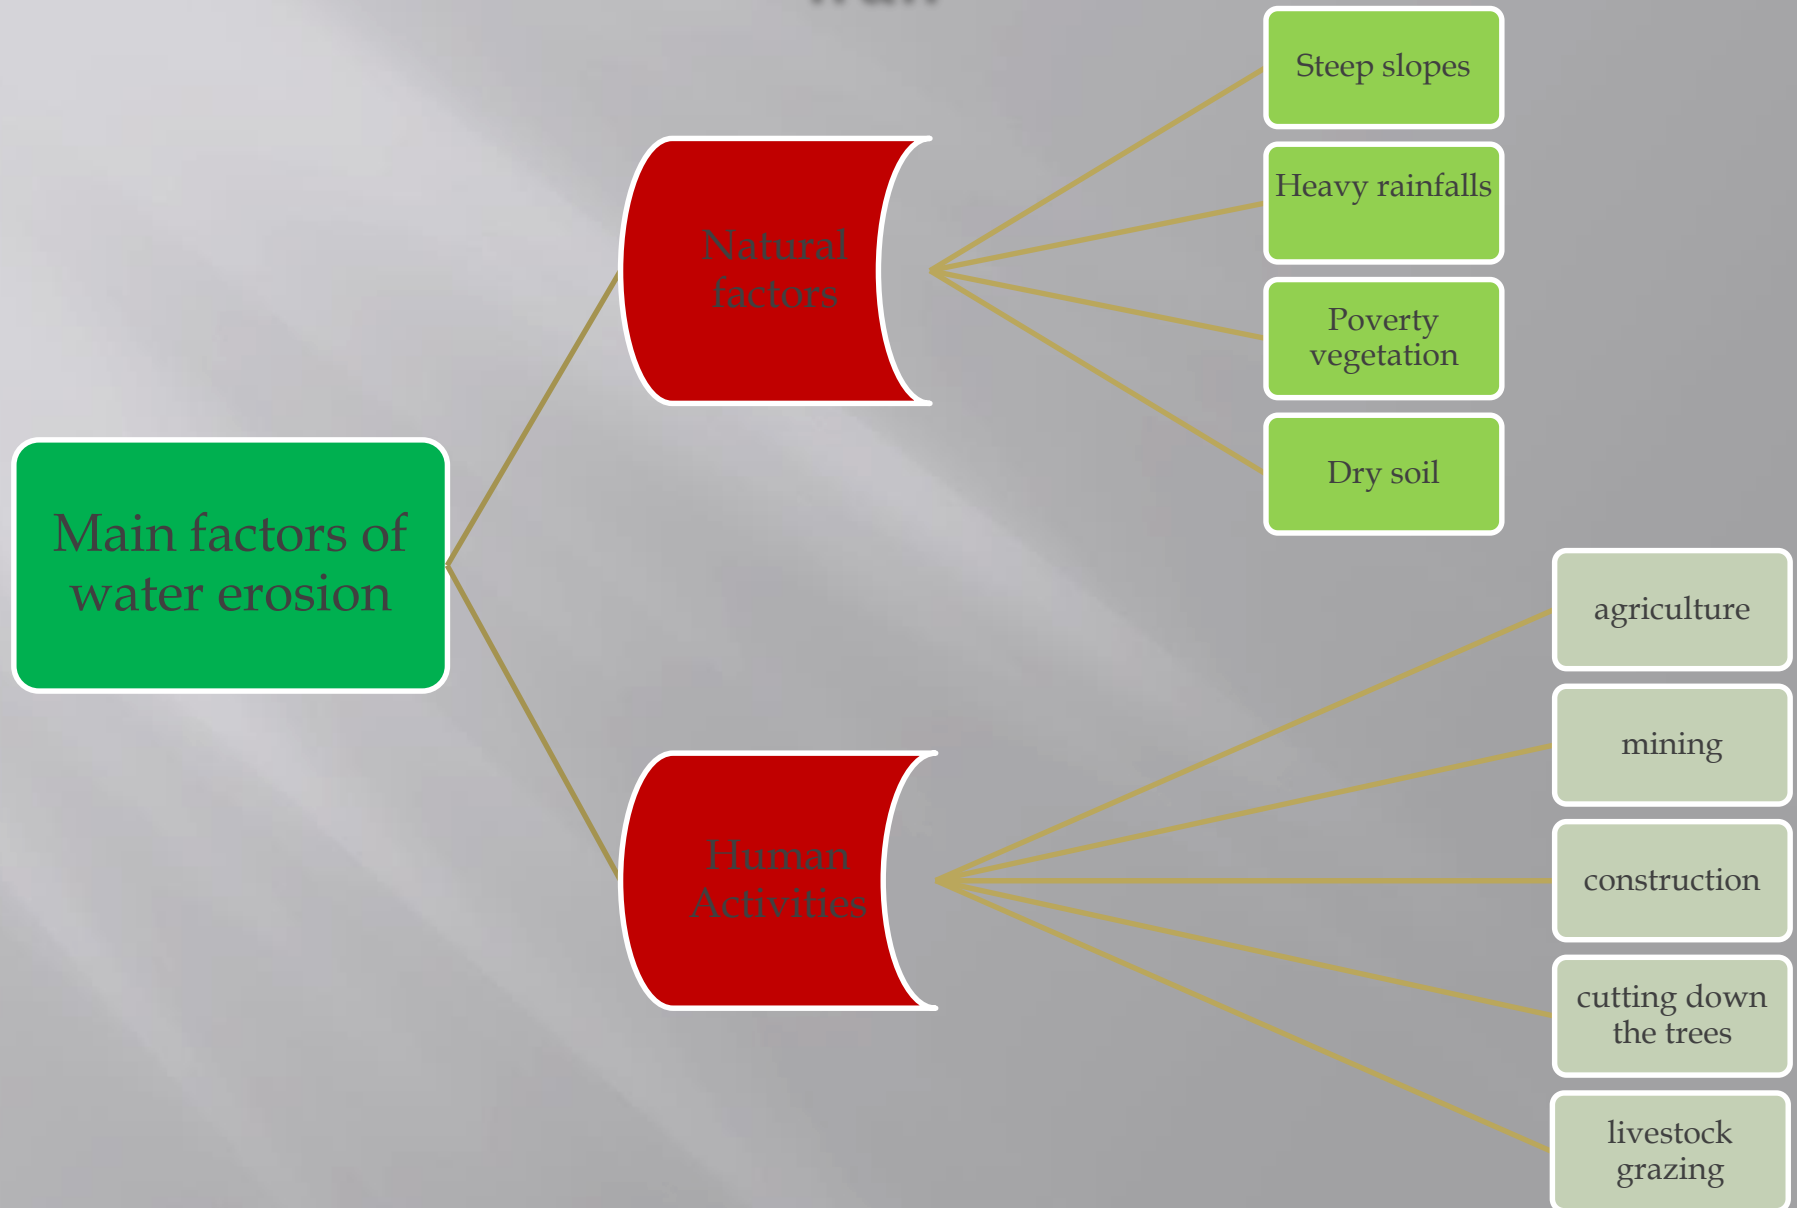 Main factors of
water erosion
Natural
factors
Steep slopes
Heavy rainfalls
Poverty
vegetation
Dry soil
Human
Activities
agriculture
mining
construction
cutting down
the trees
livestock
grazing